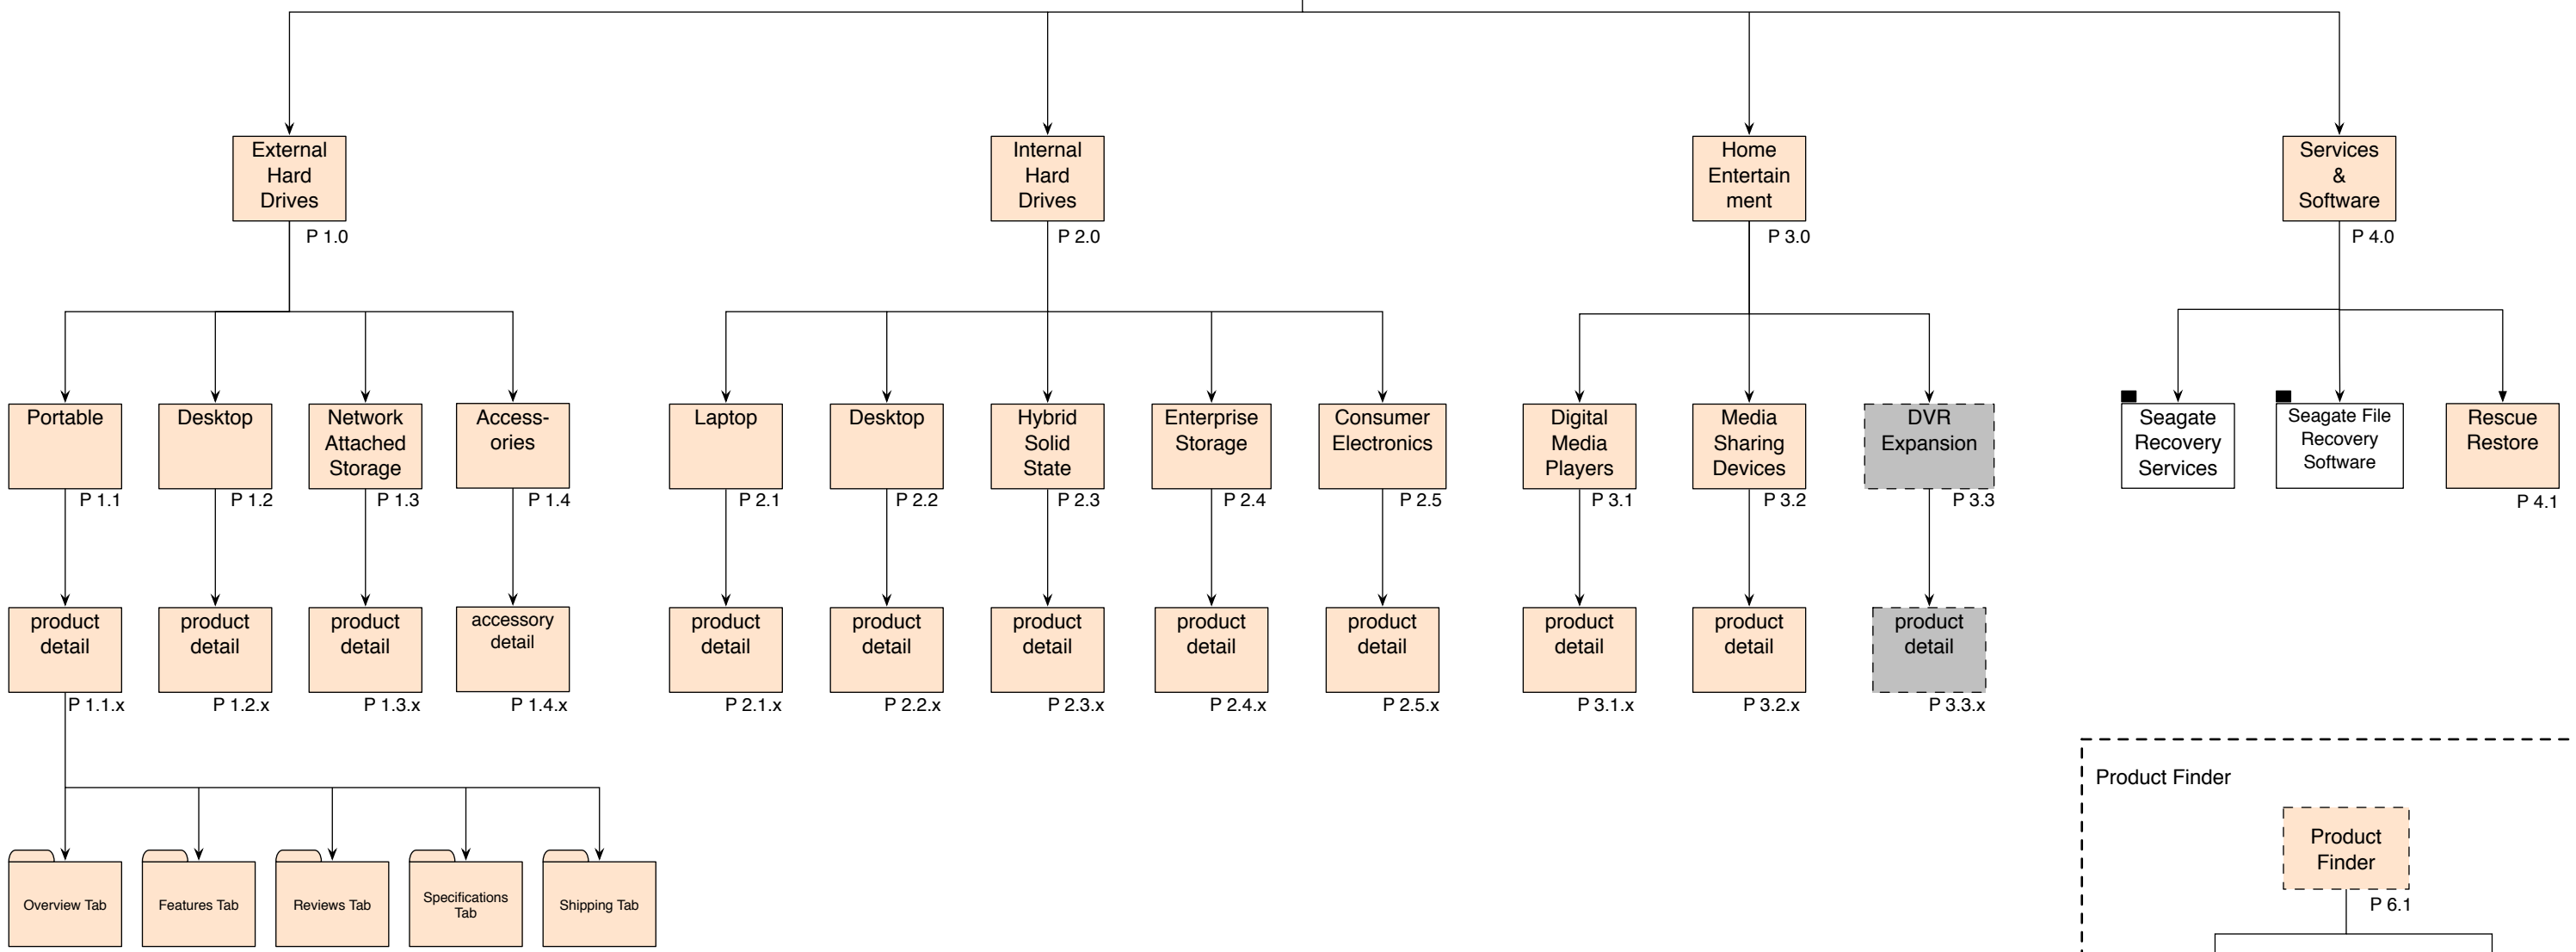 External
Hard
Drives
P 1.0
Internal
Hard
Drives
P 2.0
Home
Entertain
ment
P 3.0
Services
&
Software
P 4.0
Portable
P 1.1
Desktop
P 1.2
Network
Attached
Storage
P 1.3
Access-
ories
P 1.4
Laptop
P 2.1
Desktop
P 2.2
Hybrid
Solid
State
P 2.3
Enterprise
Storage
P 2.4
Consumer
Electronics
P 2.5
Digital
Media
Players
P 3.1
Media
Sharing
Devices
P 3.2
DVR
Expansion
P 3.3
Seagate
Recovery
Services
Seagate File
Recovery
Software
Rescue
Restore
P 4.1
product
detail
P 1.1.x
product
detail
P 1.2.x
product
detail
P 1.3.x
accessory
detail
P 1.4.x
product
detail
P 2.1.x
product
detail
P 2.2.x
product
detail
P 2.3.x
product
detail
P 2.4.x
product
detail
P 2.5.x
product
detail
P 3.1.x
product
detail
P 3.2.x
product
detail
P 3.3.x
Overview Tab
Features Tab
Reviews Tab
Specifications
Tab
Shipping Tab
Product Finder
Product
Finder
P 6.1